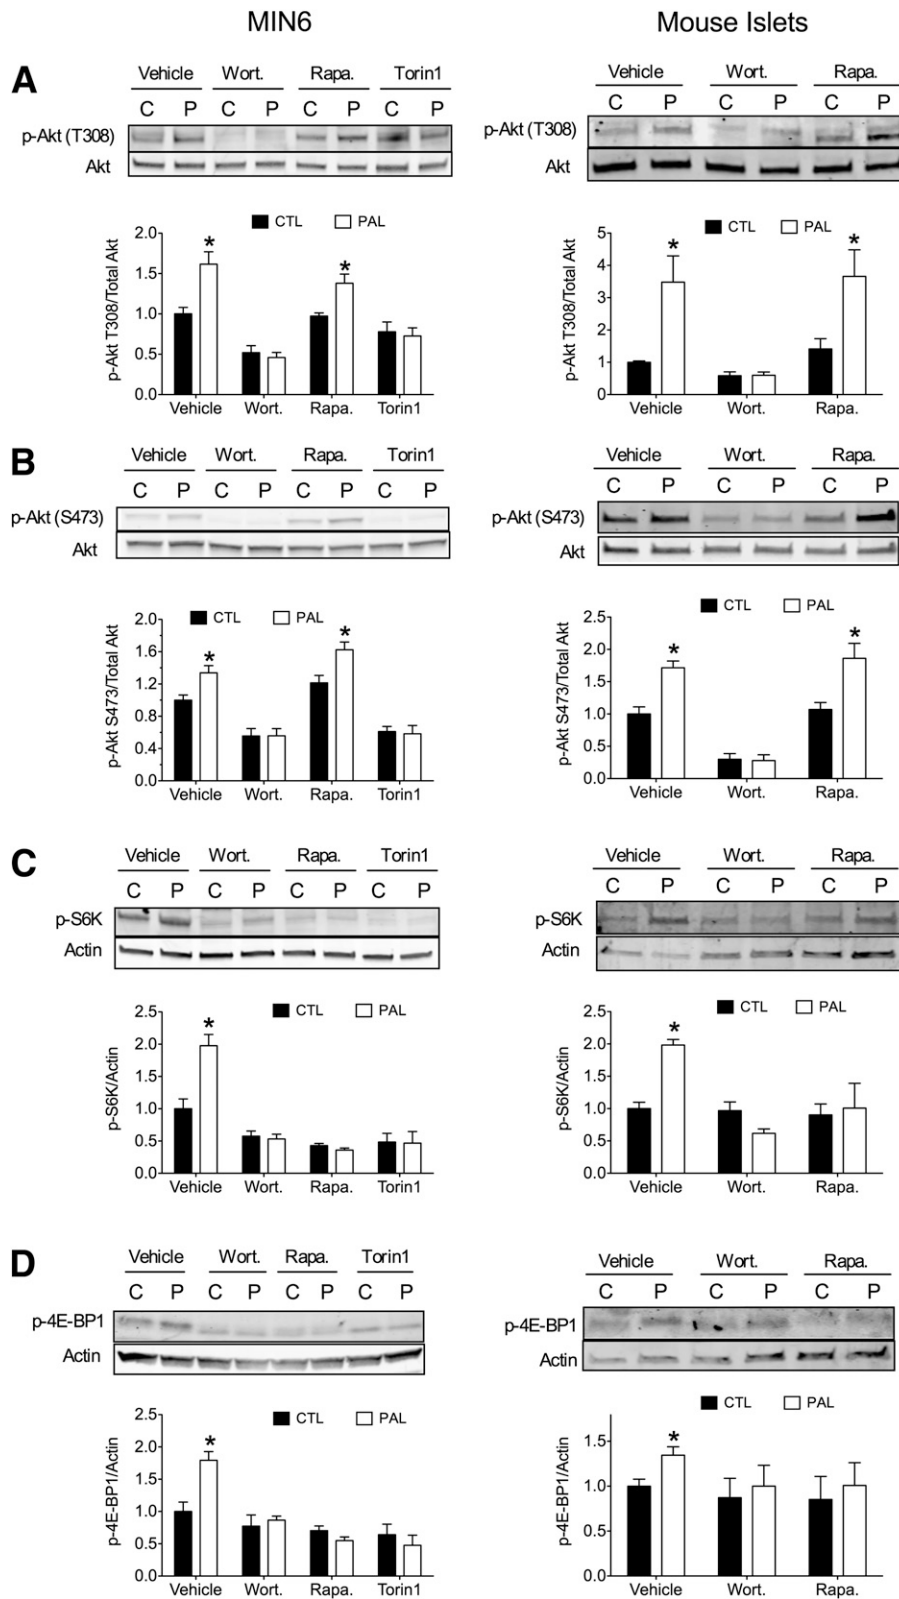 MIN6
Mouse Islets
A
Vehicle Wort. Rapa. Torin1
C P C P C P C P
p-Akt (T308)
Akt
CTL PAL
p-Akt T308/Total Akt
2.0
1.5
1.0
0.5
0.0
Vehicle Wort. Rapa. Torin1
* *
Vehicle Wort. Rapa.
C P C P C P
p-Akt (T308)
Akt
CTL PAL
p-Akt T308/Total Akt
5
4
3
2
1
0
Vehicle Wort. Rapa.
* *
B
Vehicle Wort. Rapa. Torin1
C P C P C P C P
p-Akt (S473)
Akt
CTL PAL
p-Akt S473/Total Akt
2.0
1.6
1.2
0.8
0.4
0.0
Vehicle Wort. Rapa. Torin1
* *
Vehicle Wort. Rapa.
C P C P C P
p-Akt (S473)
Akt
CTL PAL
p-Akt S473/Total Akt
2.5
2.0
1.5
1.0
0.5
0.0
Vehicle Wort. Rapa.
* *
C
Vehicle Wort. Rapa. Torin1
C P C P C P C P
p-S6K
Actin
CTL PAL
p-S6K/Actin
2.5
2.0
1.5
1.0
0.5
0.0
Vehicle Wort. Rapa. Torin1
*
Vehicle Wort. Rapa.
C P C P C P
p-S6K
Actin
CTL PAL
p-S6K/Actin
2.5
2.0
1.5
1.0
0.5
0.0
Vehicle Wort. Rapa.
*
D
Vehicle Wort. Rapa. Torin1
C P C P C P C P
p-4E-BP1
Actin
CTL PAL
p-4E-BP1/Actin
2.5
2.0
1.5
1.0
0.5
0.0
Vehicle Wort. Rapa. Torin1
*
Vehicle Wort. Rapa.
C P C P C P
p-4E-BP1
Actin
CTL PAL
p-4E-BP1/Actin
1.5
1.0
0.5
0.0
Vehicle Wort. Rapa.
*